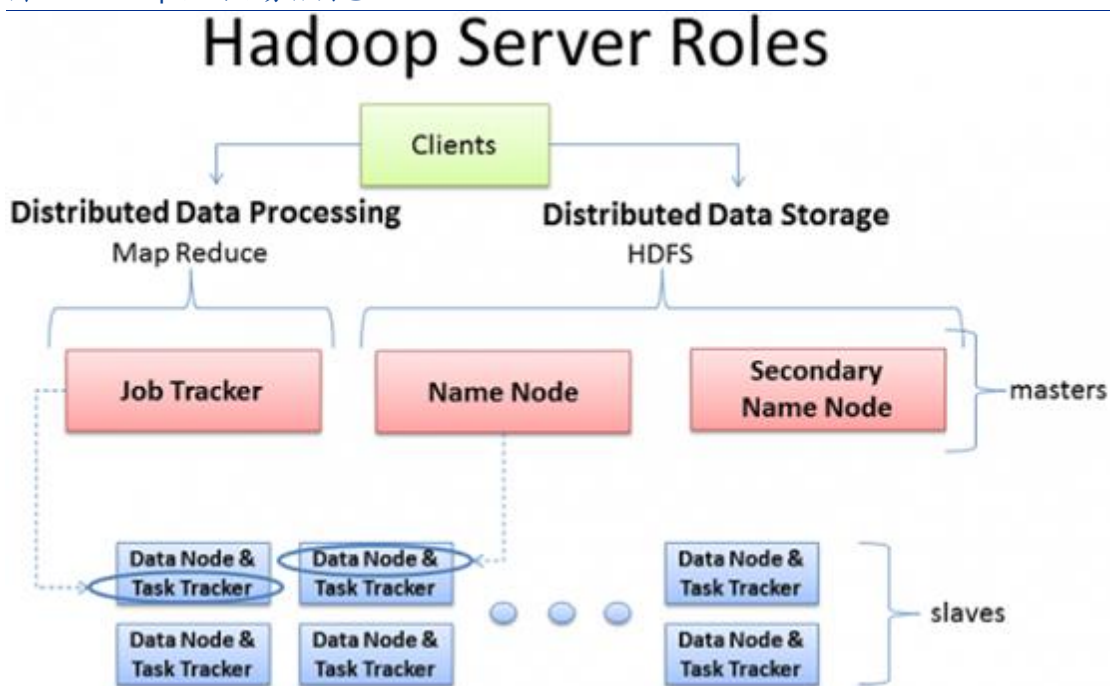 Hadoop Server Roles
Clients
Distributed Data Processing
Map Reduce
Distributed Data Storage
HDFS
Job Tracker
Name Node
Secondary
Name Node
masters
Data Node &
Task Tracker
Data Node &
Task Tracker
Data Node &
Task Tracker
slaves
Data Node &
Task Tracker
Data Node &
Task Tracker
Data Node &
Task Tracker